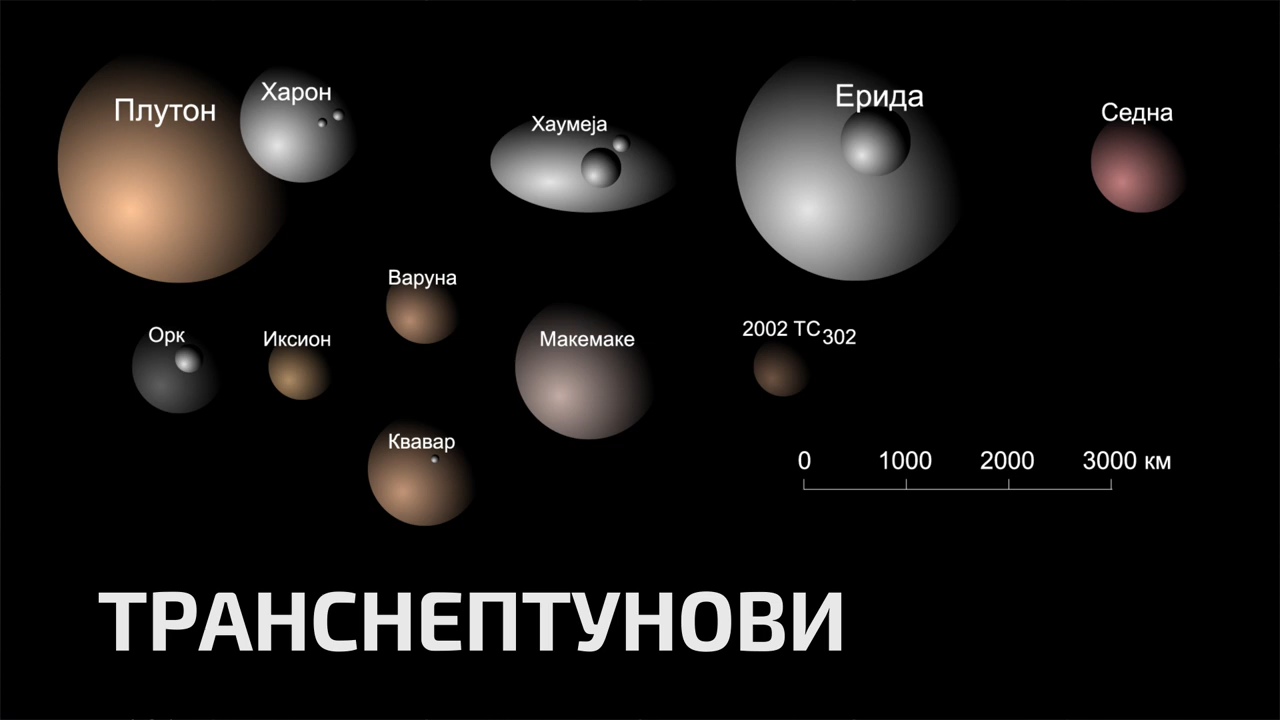 Плутон
Харон
Хаумеја
Ерида
Седна
Варуна
Орк
Иксион
Макемаке
2002 TC302
Квавар
0 1000 2000 3000 км
ТРАНСНЕПТУНОВИ